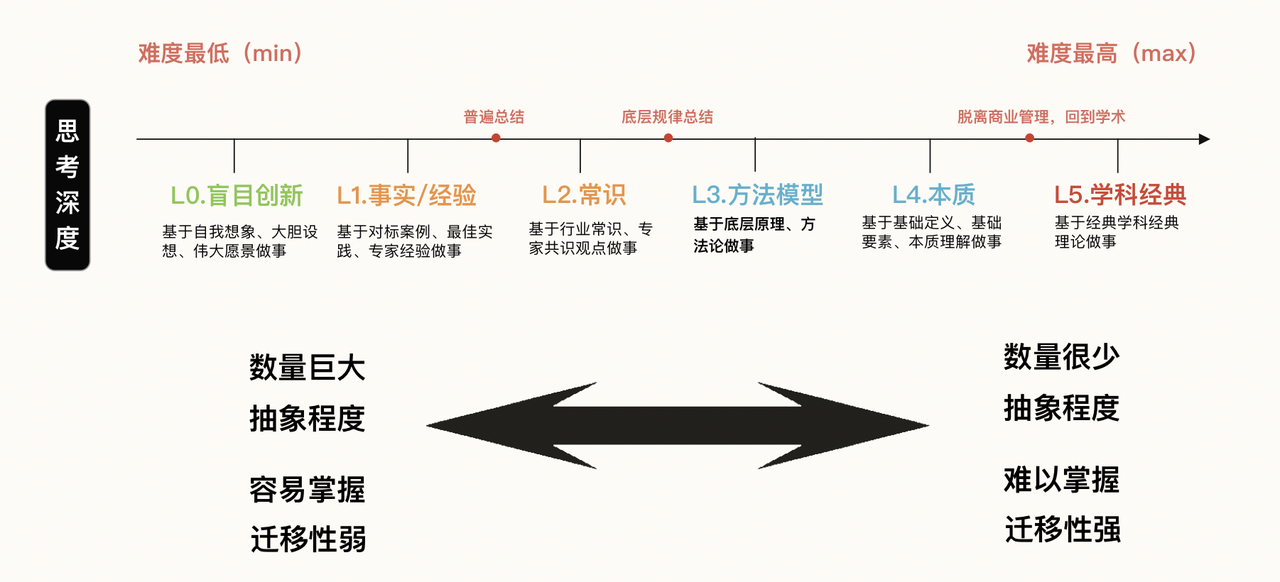 难度最低（min）
难度最高（max）
思考深度
普遍总结
底层规律总结
脱离商业管理，回到学术
L0.盲目创新
基于自我想象、大胆设
想、伟大愿景做事
L1.事实/经验
基于对标案例、最佳实
践、专家经验做事
L2.常识
基于行业常识、专
家共识观点做事
L3.方法模型
基于底层原理、方
法论做事
L4.本质
基于基础定义、基础
要素、本质理解做事
L5.学科经典
基于经典学科经典
理论做事
数量巨大
抽象程度
容易掌握
迁移性弱
数量很少
抽象程度
难以掌握
迁移性强